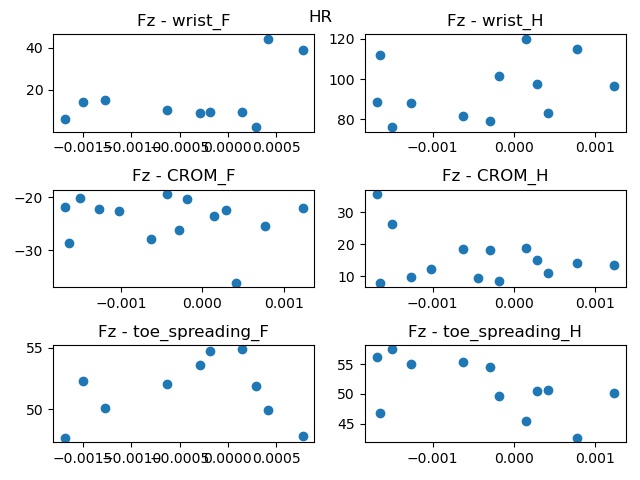 HR
Fz - wrist_F
Fz - wrist_H
40
20
120
100
80
−0.0015 −0.0010 −0.0005 0.0000 0.0005
−0.001 0.000 0.001
Fz - CROM_F
Fz - CROM_H
−20
−30
30
20
10
−0.001 0.000 0.001
−0.001 0.000 0.001
Fz - toe_spreading_F
Fz - toe_spreading_H
55
50
55
50
45
−0.0015 −0.0010 −0.0005 0.0000 0.0005
−0.001 0.000 0.001